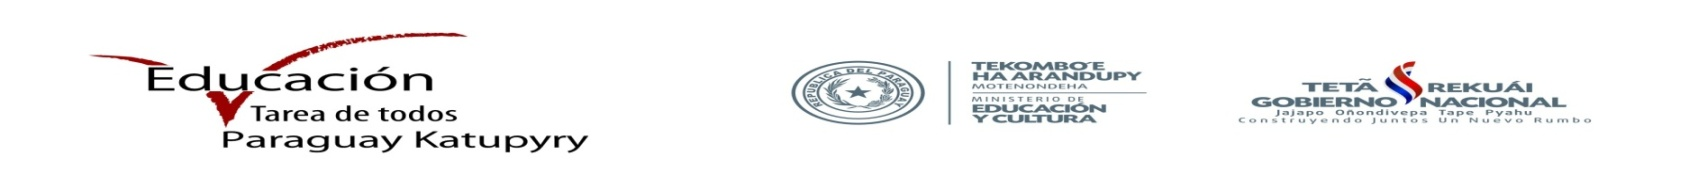 Educación
Tarea de todos
Paraguay Katupyry
REPUBLICA DEL PARAGUAY
TEKOMBO'E
HA ARANDUPY
MOTENONDEHA
MINISTERIO DE
EDUCACIÓN
Y CULTURA
TETÃ REKUÁI
GOBIERNO NACIONAL
Jajapo Oñondivepa Tape Pyahu
Construyendo Juntos Un Nuevo Rumbo